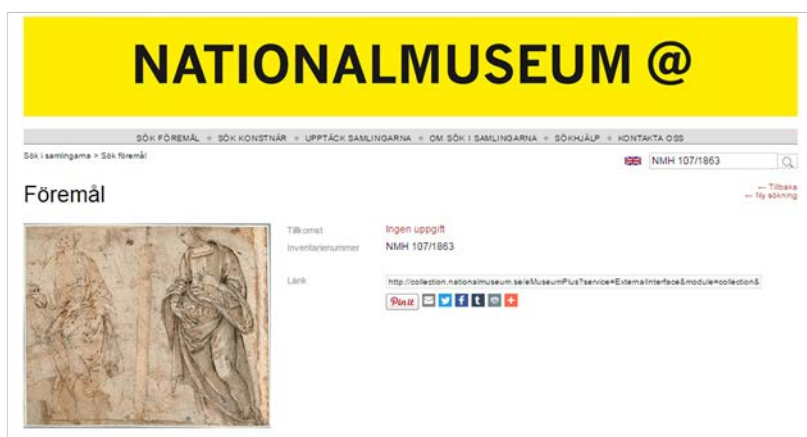 NATIONALMUSEUM @
SÖK FÖREMÅL + SÖK KONSTNÄR + UPPTÄCK SAMLINGARNA + OM SÖK I SAMLINGARNA + SÖKHJÄLP + KONTAKTA OSS
Sök i samlingarna > Sök föremål
NMH 107/1863
Föremål
← Tillbaka
← Ny sökning
Tillkomst Ingen uppgift
Inventarienummer NMH 107/1863
Länk http://collection.nationalmuseum.se/eMuseumPlus?service=ExternalInterface&module=collection&
Pin it